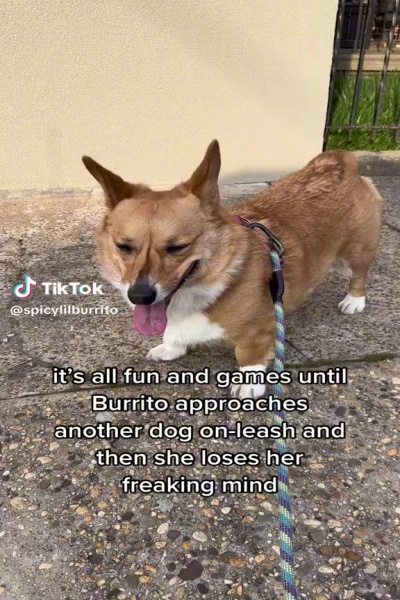 TikTok
@spicylilburrito
it's all fun and games until
Burrito approaches
another dog on-leash and
then she loses her
freaking mind